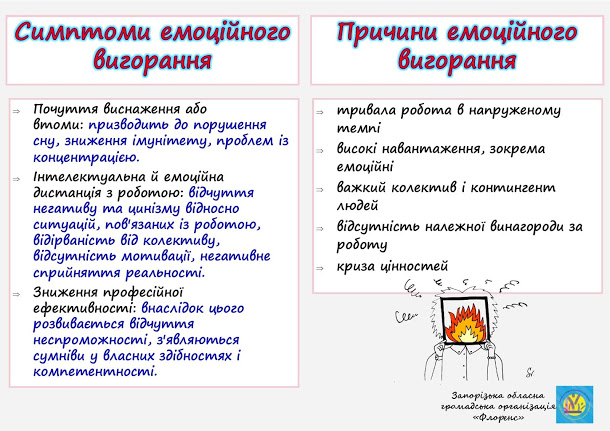 Симптоми емоційного
вигорання
⇒ Почуття виснаження або
втоми: призводить до порушення
сну, зниження імунітету, проблем із
концентрацією.
⇒ Інтелектуальна й емоційна
дистанція з роботою: відчуття
негативу та цинізму відносно
ситуацій, пов'язаних із роботою,
відірваність від колективу,
відсутність мотивації, негативне
сприйняття реальності.
⇒ Зниження професійної
ефективності: внаслідок цього
розвивається відчуття
неспроможності, з'являються
сумніви у власних здібностях і
компетентності.
Причини емоційного
вигорання
⇒ тривала робота в напруженому
темпі
⇒ високі навантаження, зокрема
емоційні
⇒ важкий колектив і контингент
людей
⇒ відсутність належної винагороди за
роботу
⇒ криза цінностей
Запорізька обласна
громадська організація
«Флоренс»